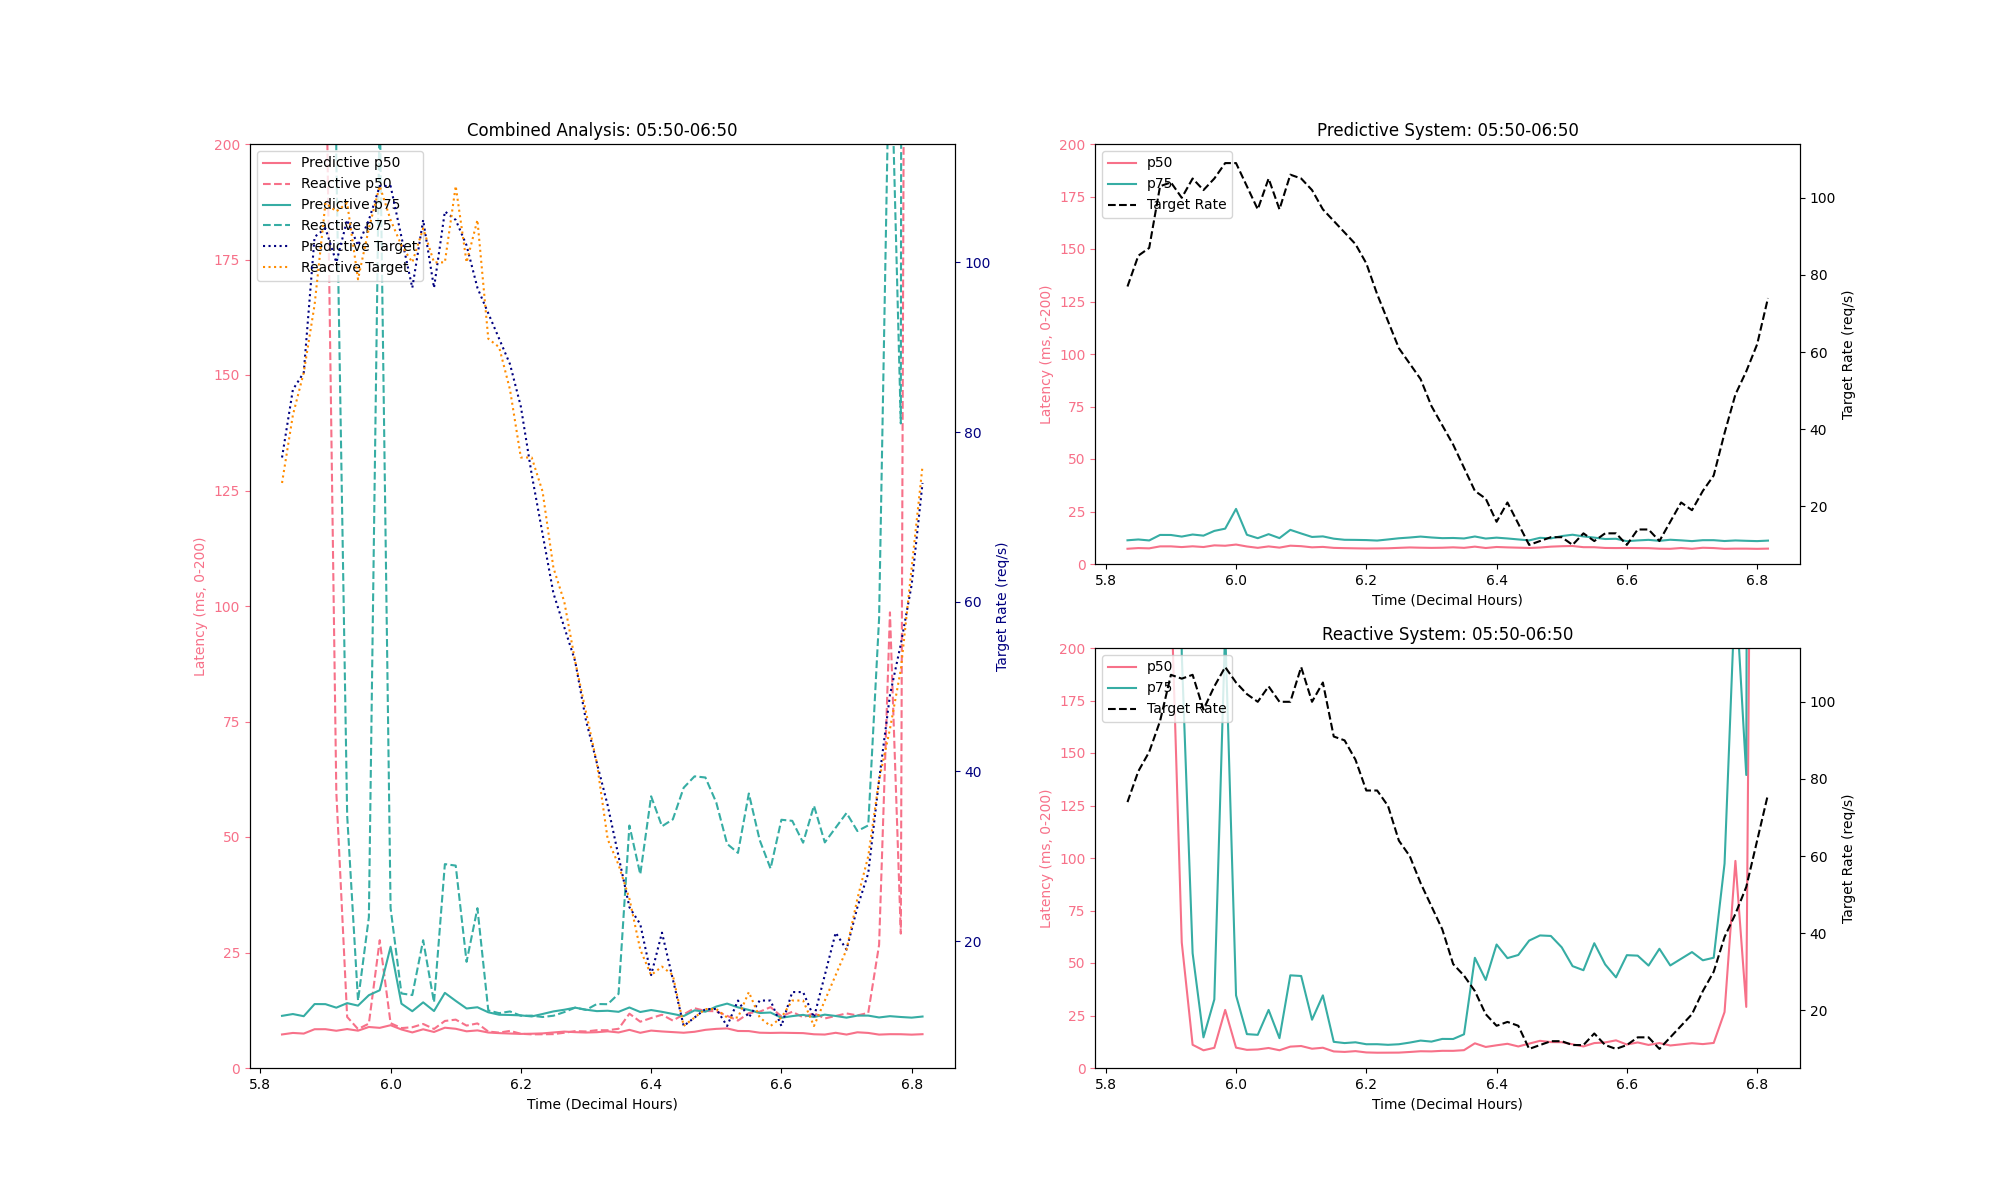 Combined Analysis: 05:50-06:50
Predictive p50
Reactive p50
Predictive p75
Reactive p75
Predictive Target
Reactive Target
200
175
150
125
100
75
50
25
0
Latency (ms, 0-200)
100
80
60
40
20
Target Rate (req/s)
5.8 6.0 6.2 6.4 6.6 6.8
Time (Decimal Hours)
Predictive System: 05:50-06:50
p50
p75
Target Rate
200
175
150
125
100
75
50
25
0
Latency (ms, 0-200)
100
80
60
40
20
Target Rate (req/s)
5.8 6.0 6.2 6.4 6.6 6.8
Time (Decimal Hours)
Reactive System: 05:50-06:50
p50
p75
Target Rate
200
175
150
125
100
75
50
25
0
Latency (ms, 0-200)
100
80
60
40
20
Target Rate (req/s)
5.8 6.0 6.2 6.4 6.6 6.8
Time (Decimal Hours)